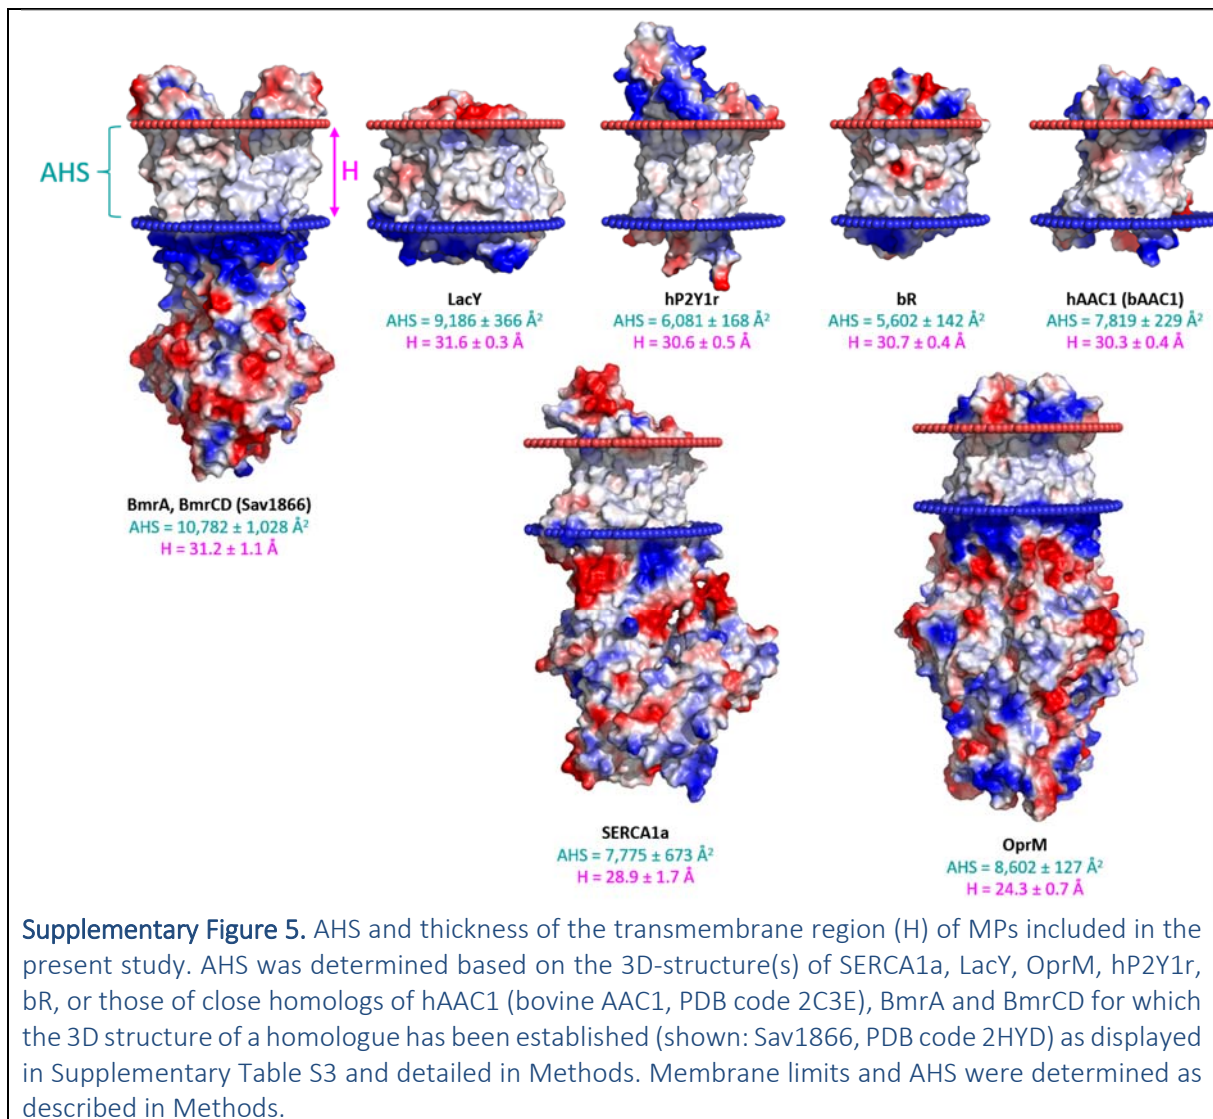 AHS
H
LacY
AHS = 9,186 ± 366 Å²
H = 31.6 ± 0.3 Å
hP2Y1r
AHS = 6,081 ± 168 Å²
H = 30.6 ± 0.5 Å
bR
AHS = 5,602 ± 142 Å²
H = 30.7 ± 0.4 Å
hAAC1 (bAAC1)
AHS = 7,819 ± 229 Å²
H = 30.3 ± 0.4 Å
BmrA, BmrCD (Sav1866)
AHS = 10,782 ± 1,028 Å²
H = 31.2 ± 1.1 Å
SERCA1a
AHS = 7,775 ± 673 Å²
H = 28.9 ± 1.7 Å
OprM
AHS = 8,602 ± 127 Å²
H = 24.3 ± 0.7 Å
Supplementary Figure 5. AHS and thickness of the transmembrane region (H) of MPs included in the
present study. AHS was determined based on the 3D-structure(s) of SERCA1a, LacY, OprM, hP2Y1r,
bR, or those of close homologs of hAAC1 (bovine AAC1, PDB code 2C3E), BmrA and BmrCD for which
the 3D structure of a homologue has been established (shown: Sav1866, PDB code 2HYD) as displayed
in Supplementary Table S3 and detailed in Methods. Membrane limits and AHS were determined as
described in Methods.